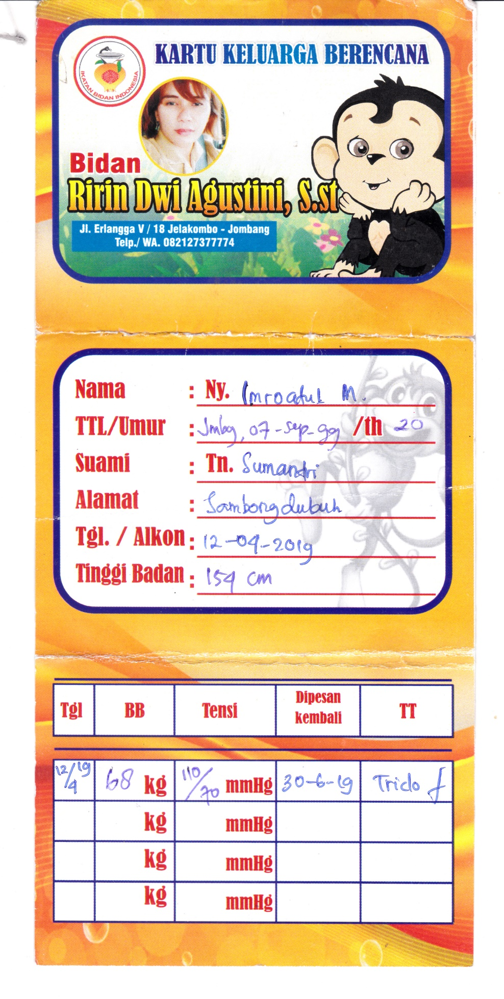 KARTU KELUARGA BERENCANA
IKATAN BIDAN INDONESIA
Bidan
Ririn Dwi Agustini, S.st
Jl. Erlangga V / 18 Jelakombo - Jombang
Telp./ WA. 082127377774
Nama : Ny. Imroatul M.
TTL/Umur : Jmbg, 07-sep-99 /th 20
Suami : Tn. Sumantri
Alamat : Sambongdukuh
Tgl. / Alkon : 12-04-2019
Tinggi Badan : 154 cm
Tgl BB Tensi Dipesan kembali TT
12/4 19 68 kg 110/70 mmHg 30-6-19 Triclo
kg mmHg
kg mmHg
kg mmHg